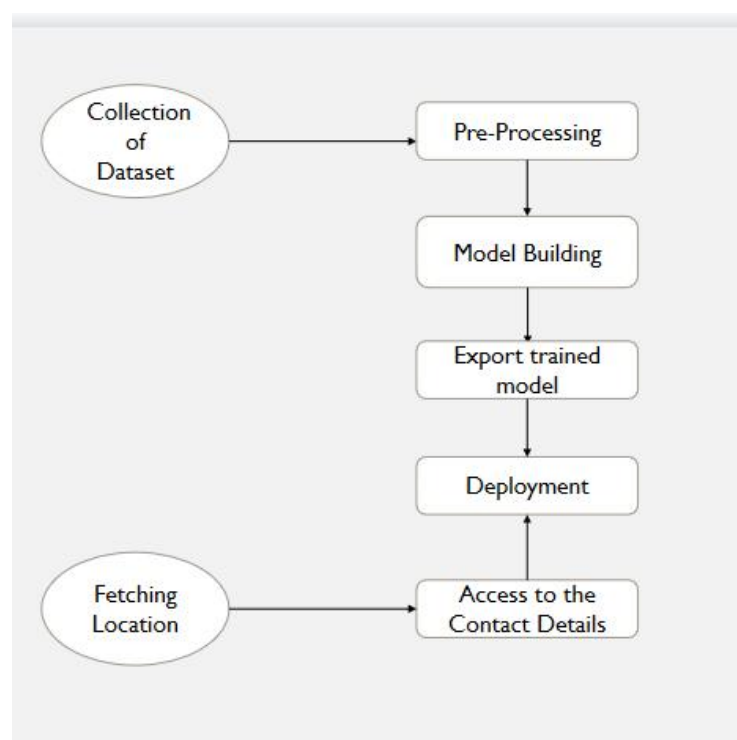 Collection
of
Dataset
Pre-Processing
Model Building
Export trained
model
Deployment
Fetching
Location
Access to the
Contact Details